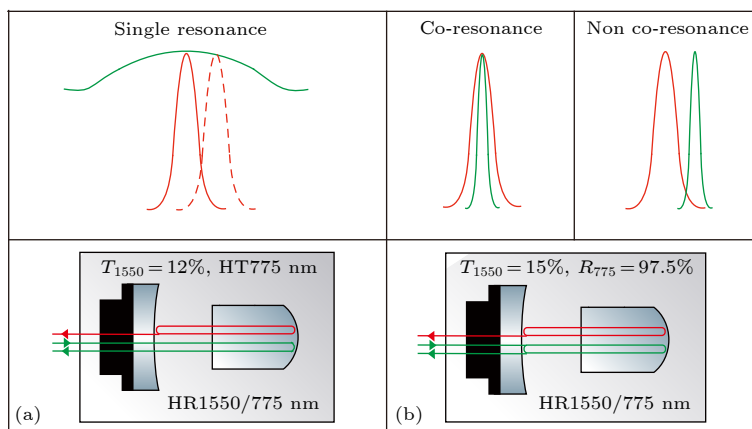 Single resonance
Co-resonance
Non co-resonance
T₁₅₅₀ = 12%, HT775 nm
HR1550/775 nm
(a)
T₁₅₅₀ = 15%, R₇₇₅ = 97.5%
HR1550/775 nm
(b)